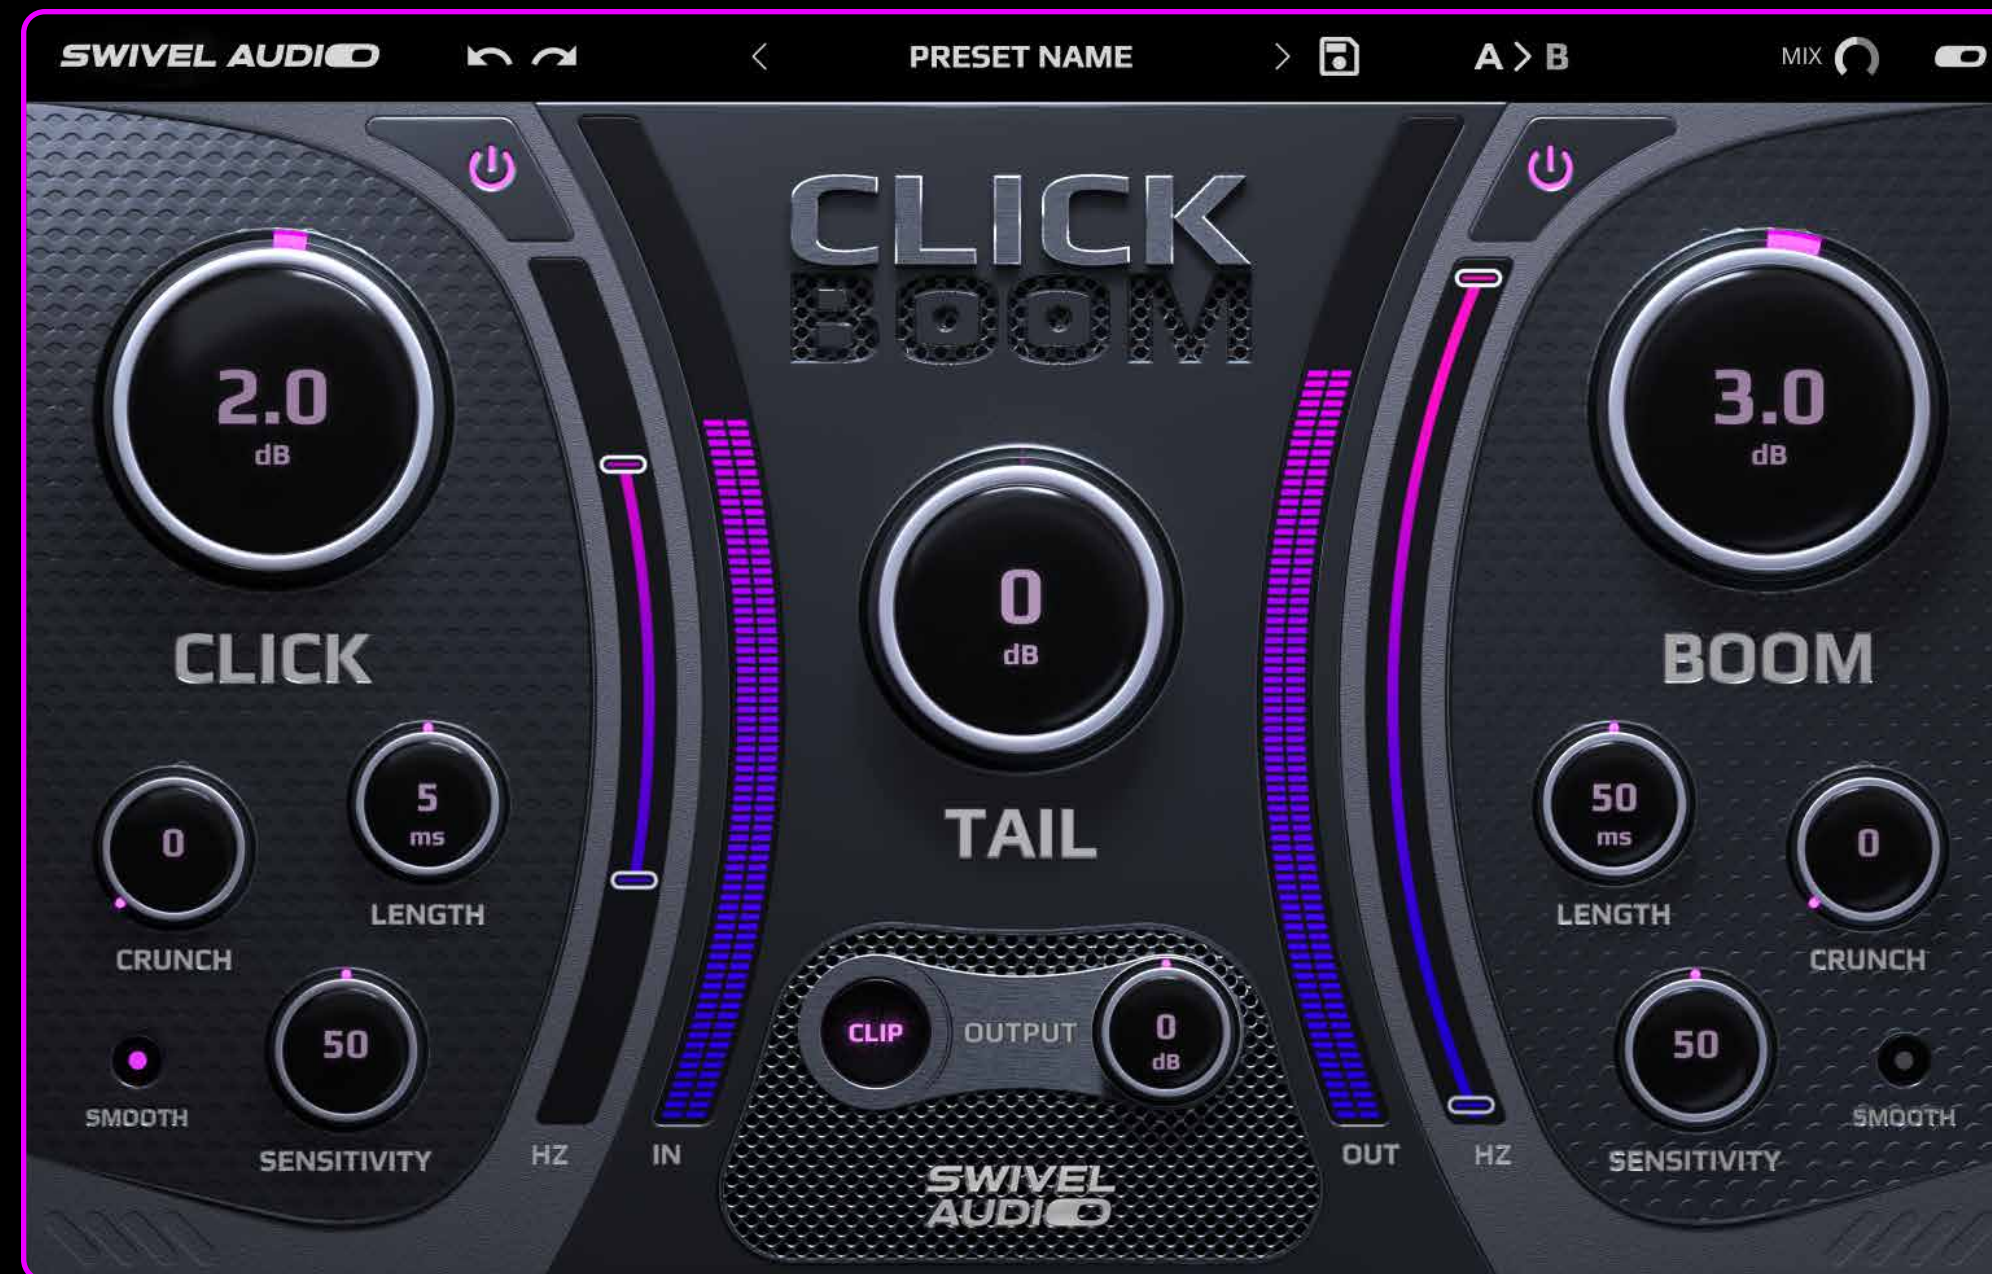 SWIVEL AUDIO
PRESET NAME
A > B
MIX
CLICK
BOOM
2.0
dB
CLICK
0
CRUNCH
5
ms
LENGTH
SMOOTH
50
SENSITIVITY
HZ
IN
0
dB
TAIL
CLIP
OUTPUT
0
dB
SWIVEL
AUDIO
OUT
HZ
3.0
dB
BOOM
50
ms
LENGTH
0
CRUNCH
50
SENSITIVITY
SMOOTH